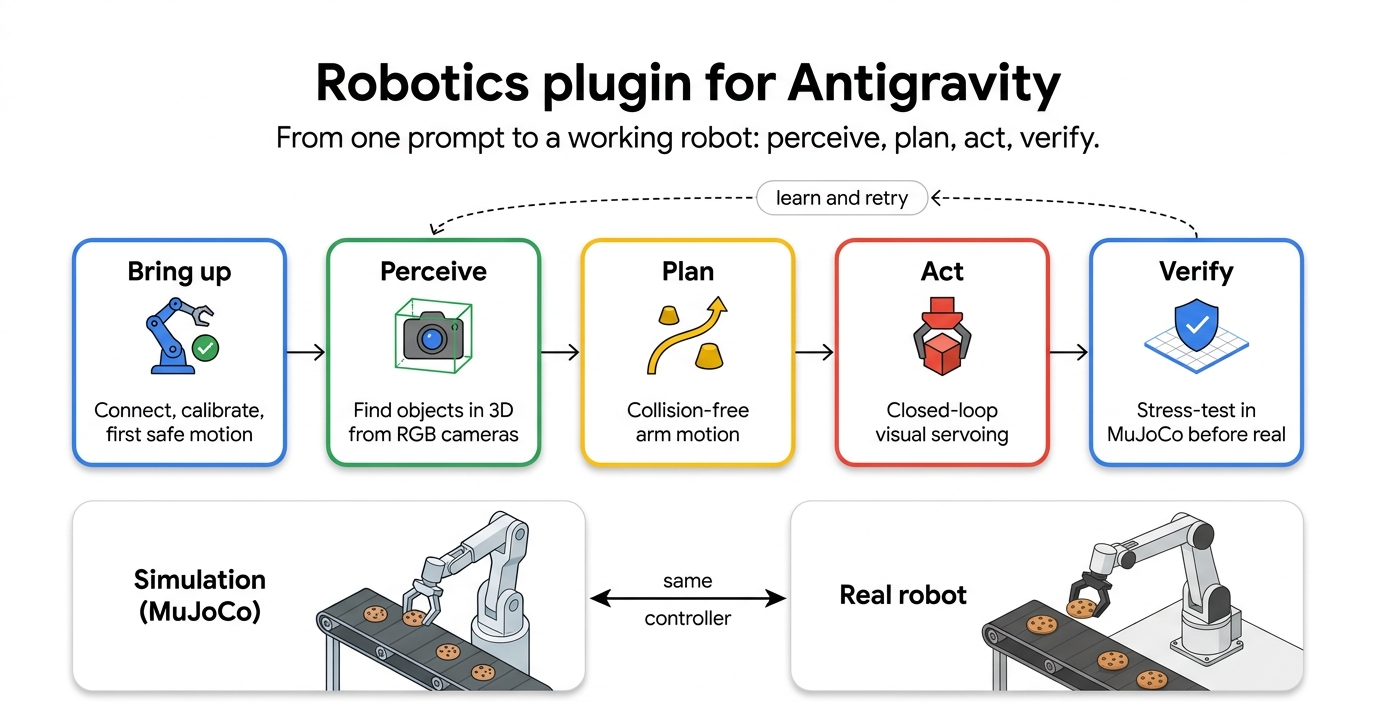 Robotics plugin for Antigravity
From one prompt to a working robot: perceive, plan, act, verify.
learn and retry
Bring up
Connect, calibrate,
first safe motion
Perceive
Find objects in 3D
from RGB cameras
Plan
Collision-free
arm motion
Act
Closed-loop
visual servoing
Verify
Stress-test in
MuJoCo before real
Simulation
(MuJoCo)
same
controller
Real robot